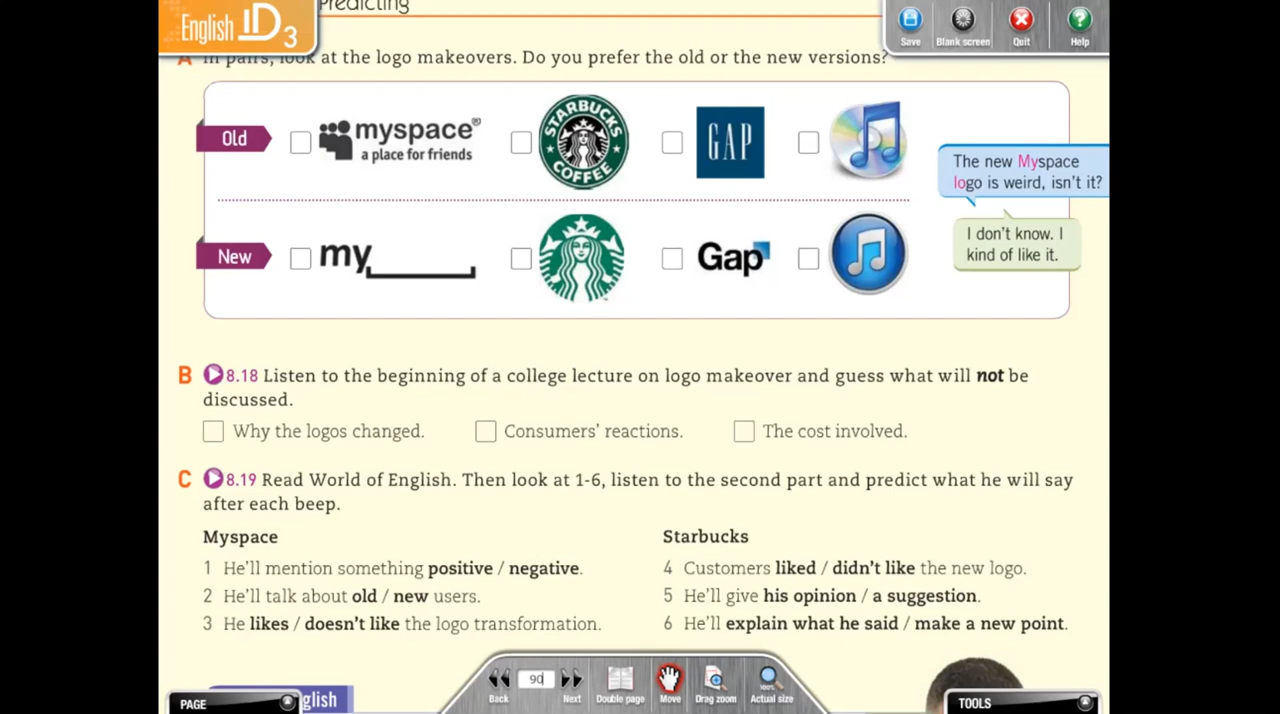 Predicting
English ID 3
Save
Blank screen
Quit
Help
A In pairs, look at the logo makeovers. Do you prefer the old or the new versions?
Old
myspace®
a place for friends
STARBUCKS
COFFEE
GAP
The new Myspace
logo is weird, isn't it?
New
my
Gap
I don't know. I
kind of like it.
B 8.18 Listen to the beginning of a college lecture on logo makeover and guess what will not be
discussed.
Why the logos changed.
Consumers' reactions.
The cost involved.
C 8.19 Read World of English. Then look at 1-6, listen to the second part and predict what he will say
after each beep.
Myspace
1 He'll mention something positive / negative.
2 He'll talk about old / new users.
3 He likes / doesn't like the logo transformation.
Starbucks
4 Customers liked / didn't like the new logo.
5 He'll give his opinion / a suggestion.
6 He'll explain what he said / make a new point.
glish
90
Back
Next
Double page
Move
Drag zoom
100%
Actual size
PAGE
TOOLS